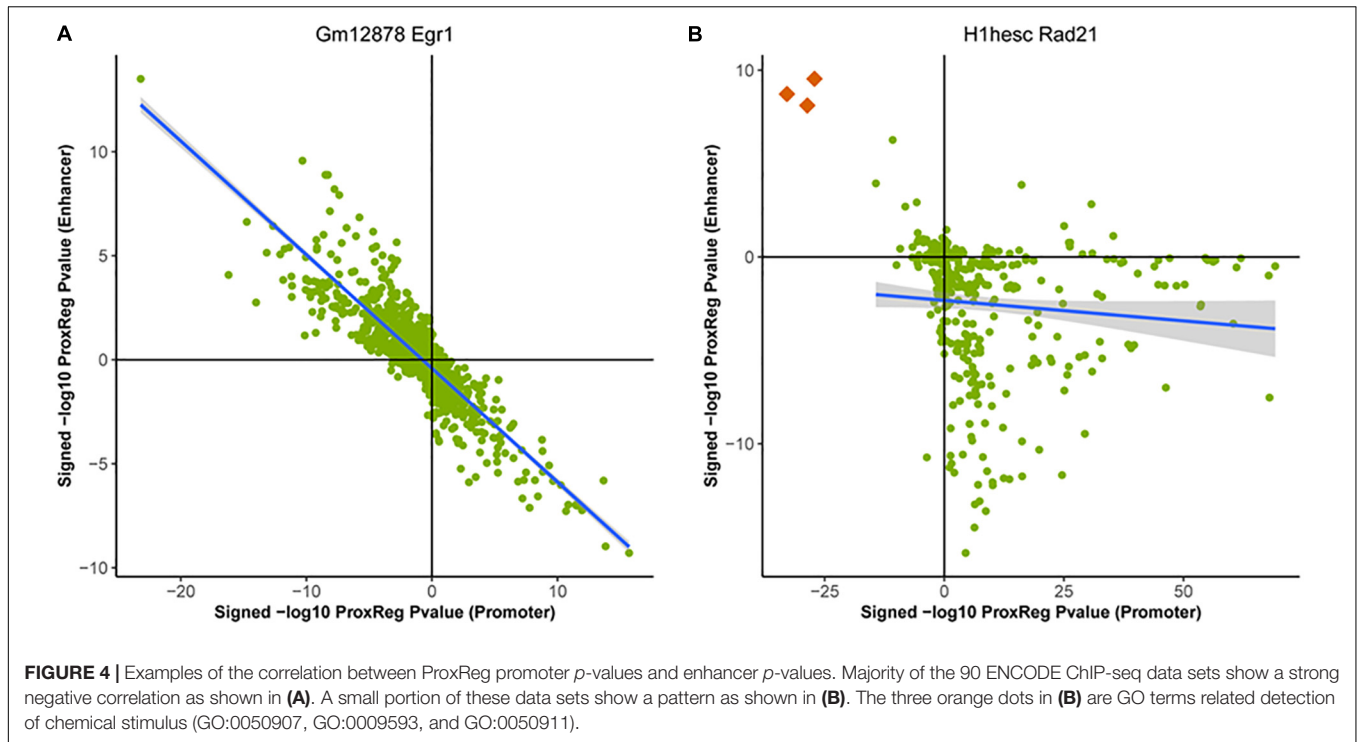 A
Gm12878 Egr1
10
5
0
−5
−10
−20
−10
0
10
Signed −log10 ProxReg Pvalue (Enhancer)
Signed −log10 ProxReg Pvalue (Promoter)
B
H1hesc Rad21
10
0
−10
−25
0
25
50
Signed −log10 ProxReg Pvalue (Enhancer)
Signed −log10 ProxReg Pvalue (Promoter)
FIGURE 4 | Examples of the correlation between ProxReg promoter p-values and enhancer p-values. Majority of the 90 ENCODE ChIP-seq data sets show a strong
negative correlation as shown in (A). A small portion of these data sets show a pattern as shown in (B). The three orange dots in (B) are GO terms related detection
of chemical stimulus (GO:0050907, GO:0009593, and GO:0050911).